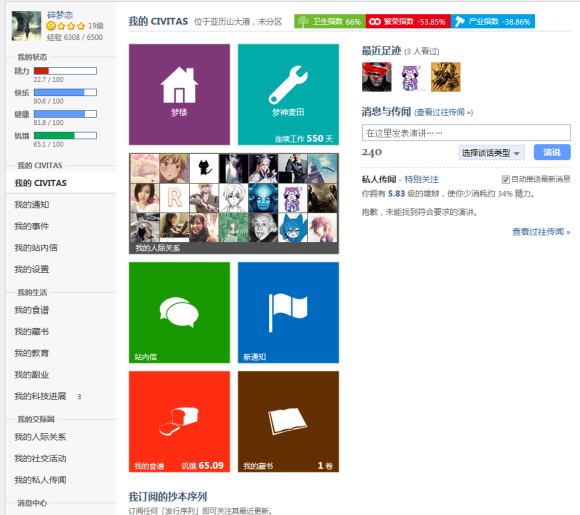 碎梦恋
19级
经验 6308 / 6500
我的状态
精力
22.7 / 100
快乐
80.6 / 100
健康
81.8 / 100
饥饿
65.1 / 100
我的 CIVITAS
我的 CIVITAS
我的通知
我的事件
我的站内信
我的设置
我的生活
我的食谱
我的藏书
我的教育
我的副业
我的科技进展 3
我的交际网
我的人际关系
我的社交活动
我的私人传闻
消息中心
我的 CIVITAS 位于亚历山大港，未分区
卫生指数 66%
繁荣指数 -53.85%
产业指数 -38.86%
梦楼
梦神麦田
连续工作 550 天
R
我的人际关系
站内信
新通知
我的食谱 饥饿 65.09
我的藏书 1 卷
我订阅的抄本序列
订阅任何「发行序列」即可关注其最近更新。
最近足迹 (3 人看过)
消息与传闻 (查看过往传闻 »)
在这里发表演讲……
240
选择谈话类型
演说
私人传闻 - 特别关注
自动推送最新消息
你拥有 5.83 级的雄辩，使你少消耗约 34% 精力。
抱歉，未能找到符合要求的演讲。
查看过往传闻 »